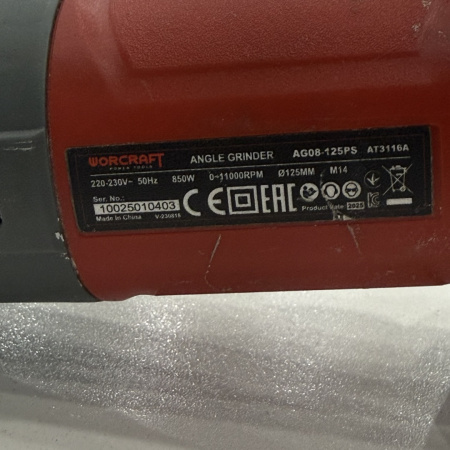 WORCRAFT
POWER TOOLS
ANGLE GRINDER AG08-125PS AT3116A
220-230V~ 50Hz 850W 0-11000RPM Ø125MM M14
Ser. No.:
10025010403
Made in China
CE EAC
Product date: 2025